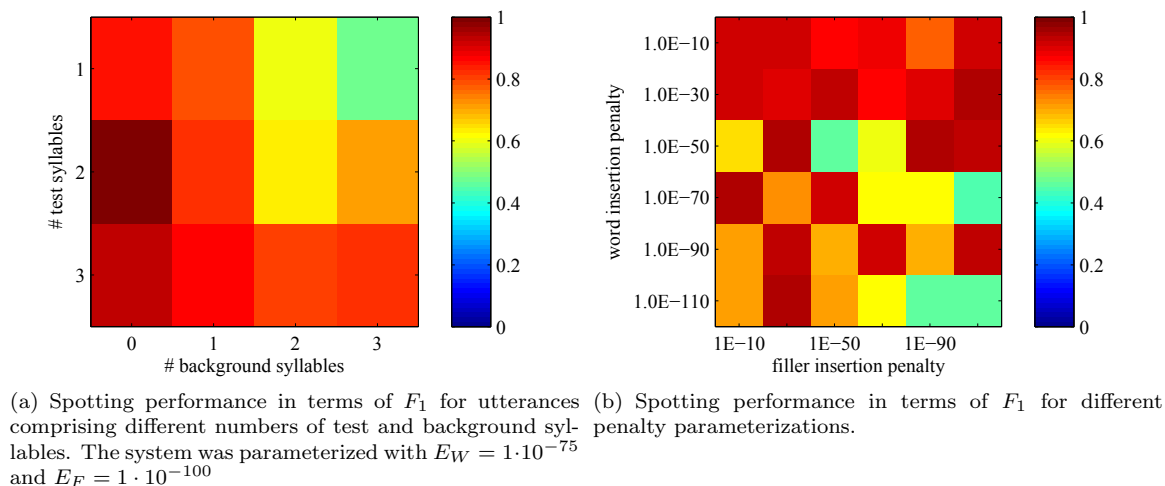 1
2
3
# test syllables
0 1 2 3
# background syllables
1
0.8
0.6
0.4
0.2
0
1.0E−10
1.0E−30
1.0E−50
1.0E−70
1.0E−90
1.0E−110
word insertion penalty
1E−10 1E−50 1E−90
filler insertion penalty
1
0.8
0.6
0.4
0.2
0
(a) Spotting performance in terms of F₁ for utterances
comprising different numbers of test and background syl-
lables. The system was parameterized with E_W = 1·10⁻⁷⁵
and E_F = 1 · 10⁻¹⁰⁰
(b) Spotting performance in terms of F₁ for different
penalty parameterizations.